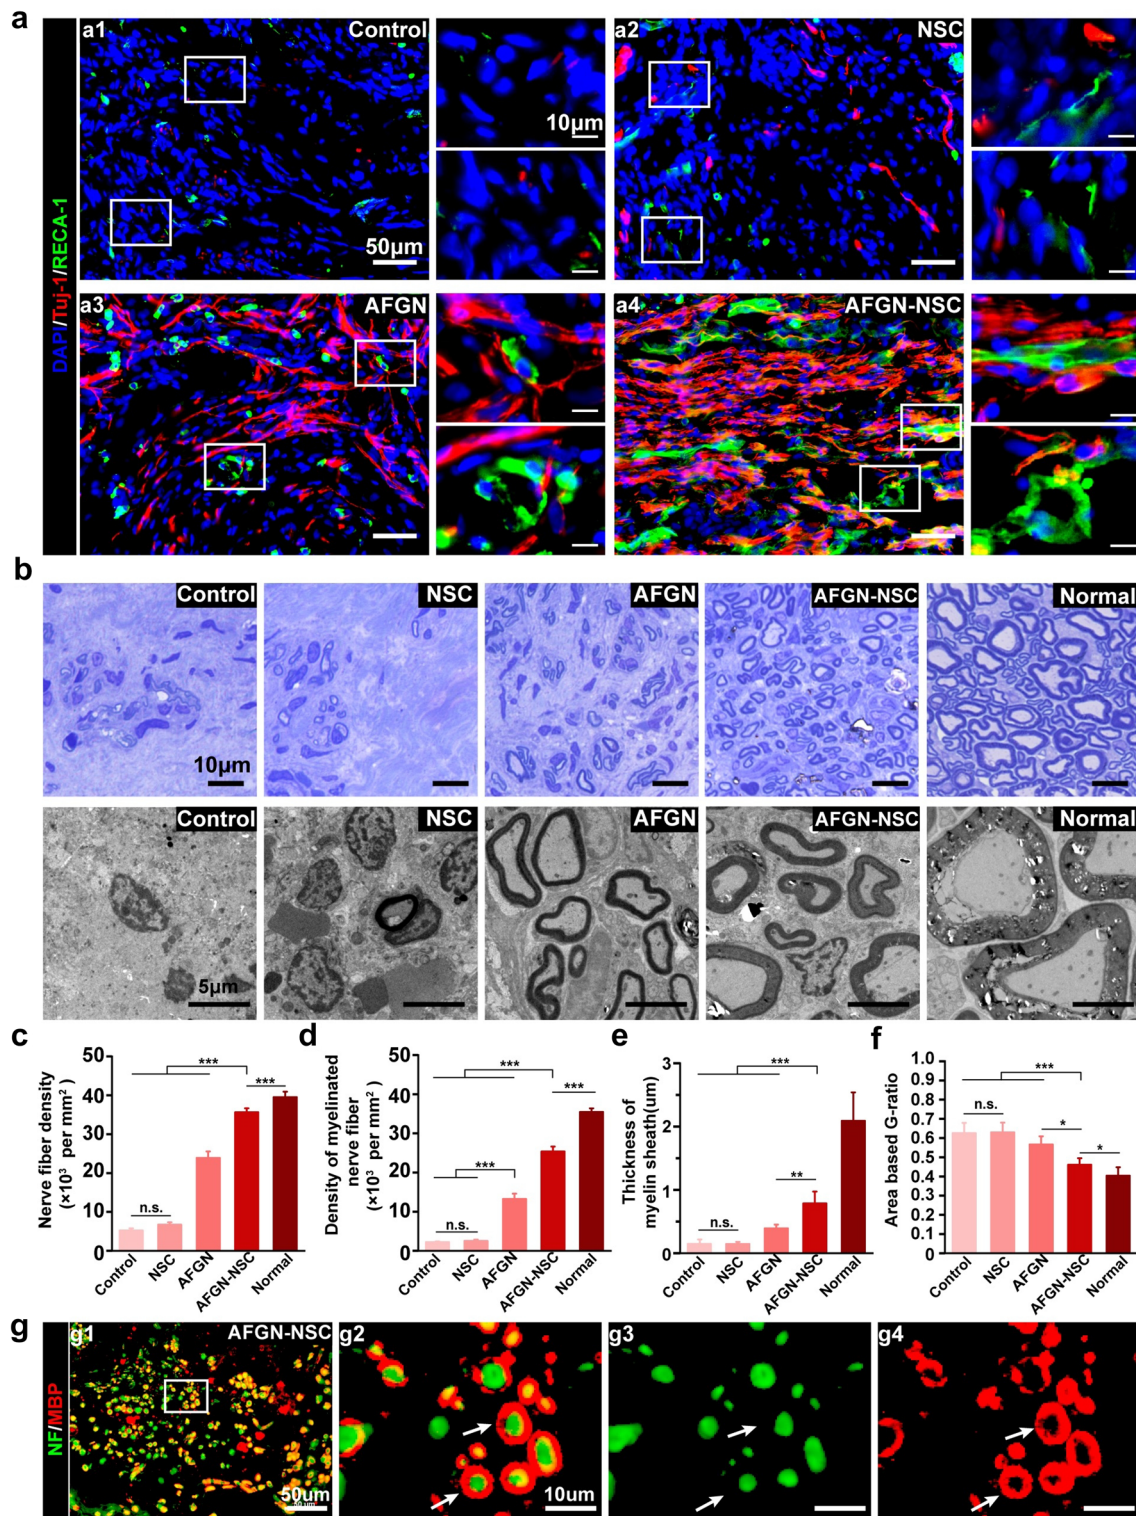 a
DAPI/Tuj-1/RECA-1
a1 Control
50μm
10μm
a2 NSC
a3 AFGN
a4 AFGN-NSC
b
Control NSC AFGN AFGN-NSC Normal
10μm
Control NSC AFGN AFGN-NSC Normal
5μm
c
Nerve fiber density
(×10³ per mm²)
50
40
30
20
10
0
n.s.
***
***
Control NSC AFGN AFGN-NSC Normal
d
Density of myelinated
nerve fiber
(×10³ per mm²)
50
40
30
20
10
0
n.s.
***
***
***
Control NSC AFGN AFGN-NSC Normal
e
Thickness of
myelin sheath(um)
3
2
1
0
n.s.
**
***
Control NSC AFGN AFGN-NSC Normal
f
Area based G-ratio
1.0
0.9
0.8
0.7
0.6
0.5
0.4
0.3
0.2
0.1
0
n.s.
***
*
*
Control NSC AFGN AFGN-NSC Normal
g
NF/MBP
g1 AFGN-NSC
50um
50 um
g2
10um
g3
g4